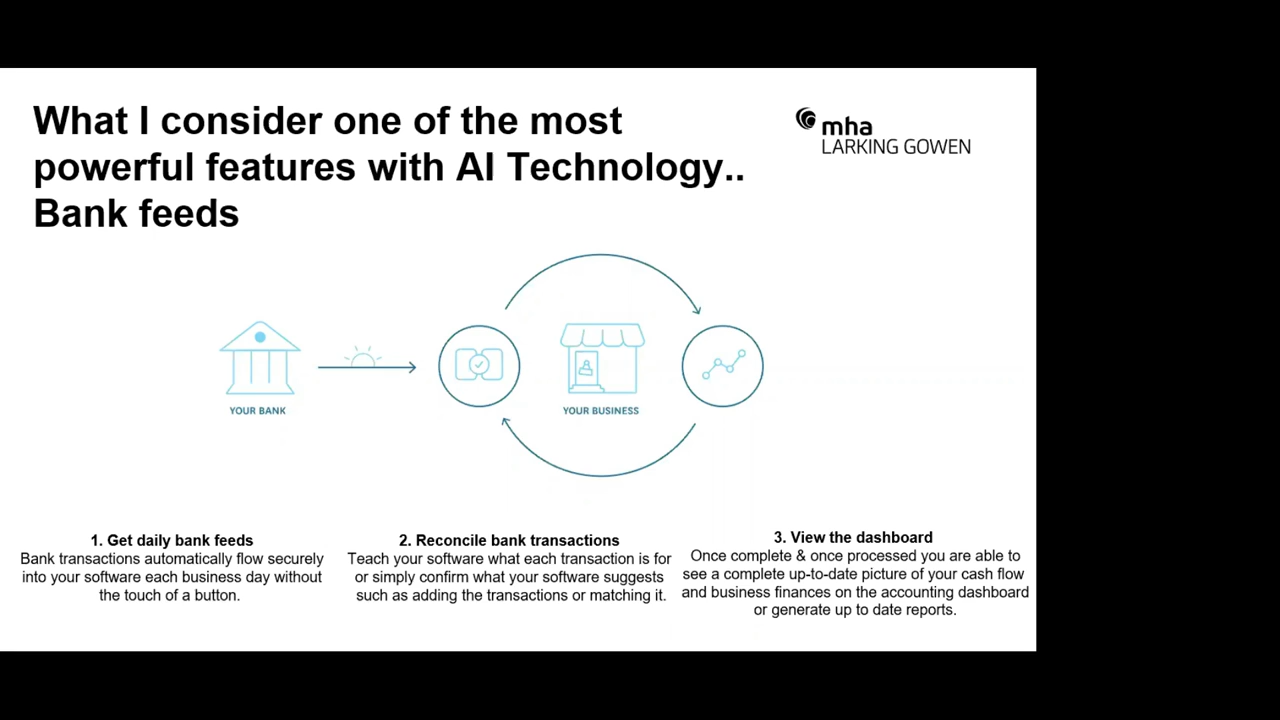 What I consider one of the most
powerful features with AI Technology..
Bank feeds
mha
LARKING GOWEN
YOUR BANK
YOUR BUSINESS
1. Get daily bank feeds
Bank transactions automatically flow securely
into your software each business day without
the touch of a button.
2. Reconcile bank transactions
Teach your software what each transaction is for
or simply confirm what your software suggests
such as adding the transactions or matching it.
3. View the dashboard
Once complete & once processed you are able to
see a complete up-to-date picture of your cash flow
and business finances on the accounting dashboard
or generate up to date reports.